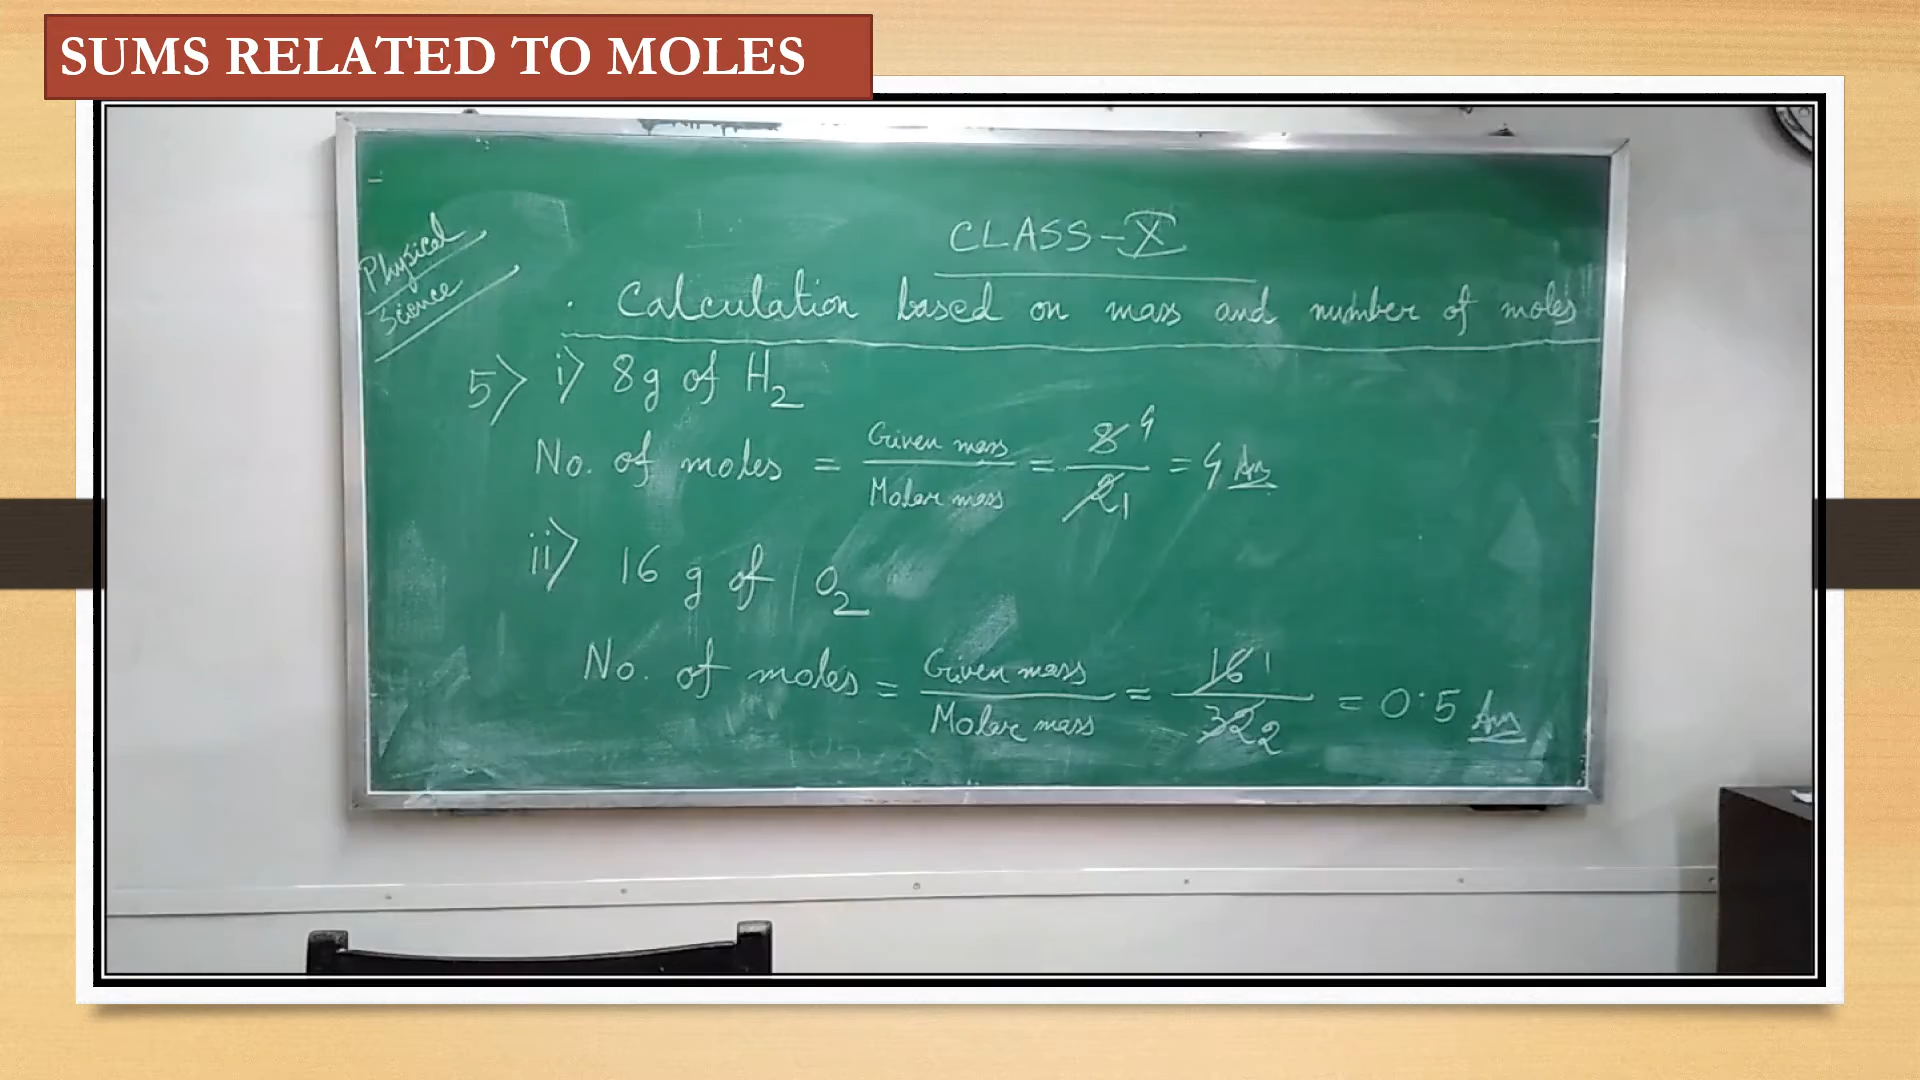 SUMS RELATED TO MOLES
Physical
Science
CLASS-X
. Calculation based on mass and number of moles
5> i> 8g of H2
No. of moles = Given mass / Molar mass = 8 4 / 2 1 = 4 Ans
ii> 16 g of O2
No. of moles = Given mass / Molar mass = 16 1 / 32 2 = 0.5 Ans